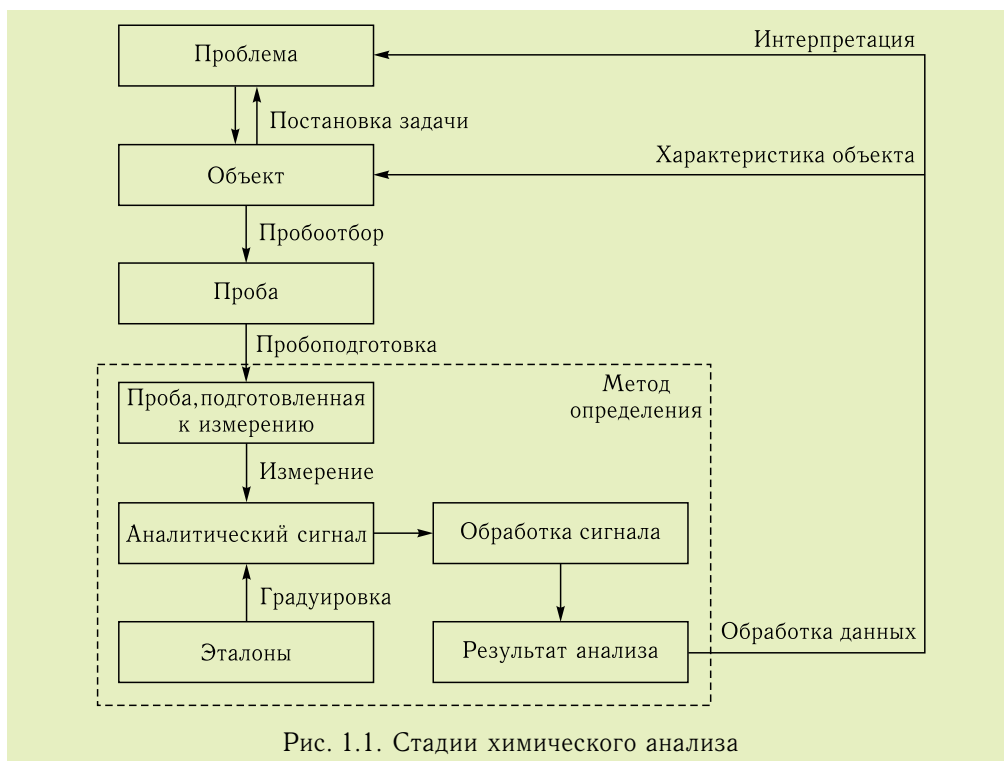 Проблема
Интерпретация
Постановка задачи
Объект
Характеристика объекта
Пробоотбор
Проба
Пробоподготовка
Метод
определения
Проба, подготовленная
к измерению
Измерение
Аналитический сигнал
Обработка сигнала
Градуировка
Эталоны
Результат анализа
Обработка данных
Рис. 1.1. Стадии химического анализа